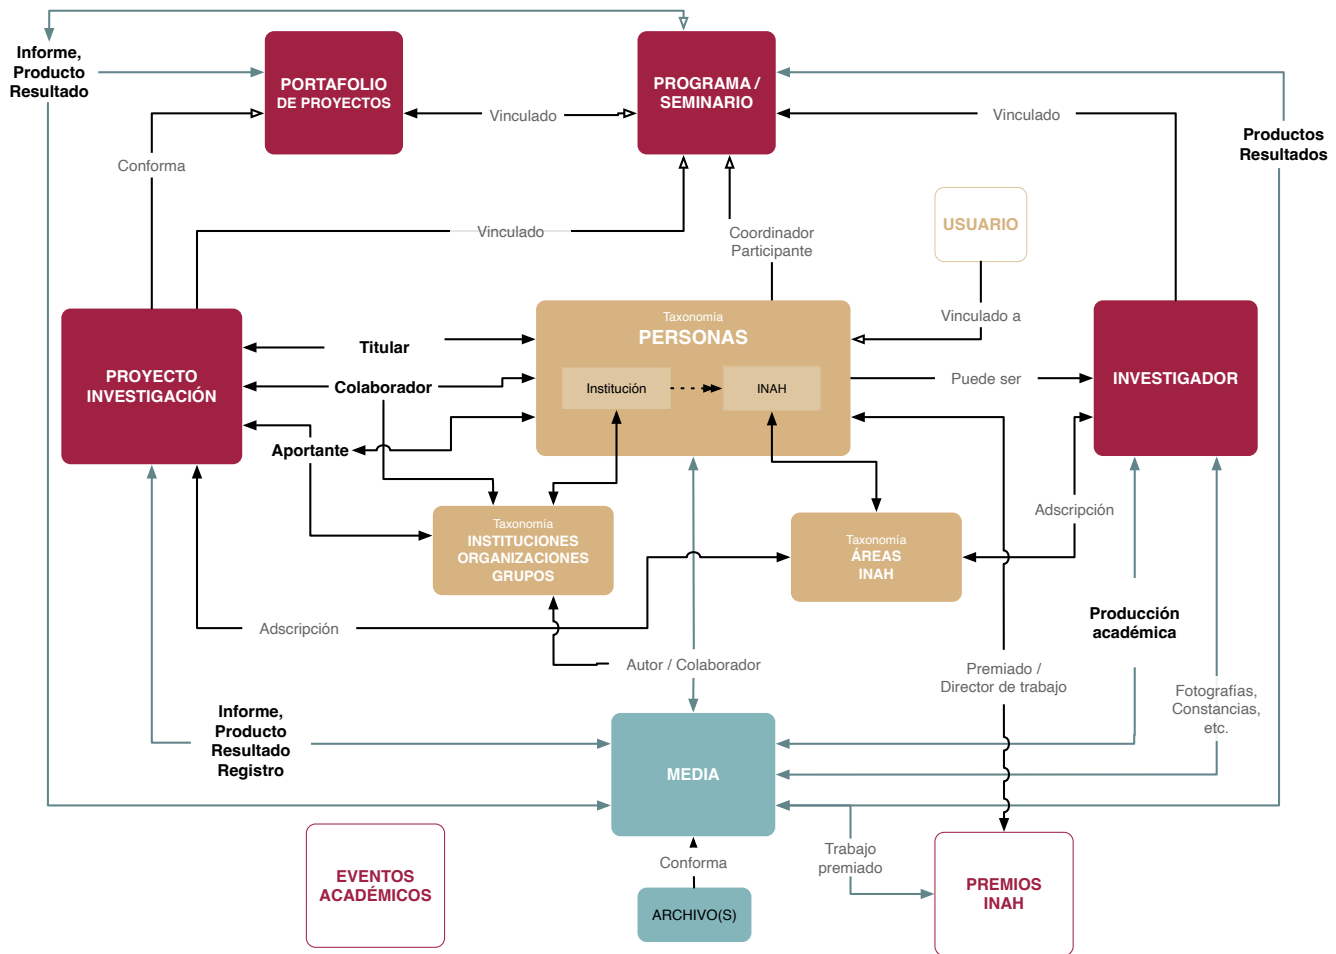 Informe,
Producto
Resultado
PORTAFOLIO
DE PROYECTOS
Vinculado
PROGRAMA /
SEMINARIO
Vinculado
Productos
Resultados
Conforma
Vinculado
Coordinador
Participante
USUARIO
Vinculado a
PROYECTO
INVESTIGACIÓN
Titular
Colaborador
Aportante
Taxonomía
PERSONAS
Institución
INAH
Puede ser
INVESTIGADOR
Adscripción
Taxonomía
INSTITUCIONES
ORGANIZACIONES
GRUPOS
Taxonomía
ÁREAS
INAH
Adscripción
Autor / Colaborador
Premiado /
Director de trabajo
Producción
académica
Fotografías,
Constancias,
etc.
Informe,
Producto
Resultado
Registro
MEDIA
EVENTOS
ACADÉMICOS
Conforma
ARCHIVO(S)
Trabajo
premiado
PREMIOS
INAH